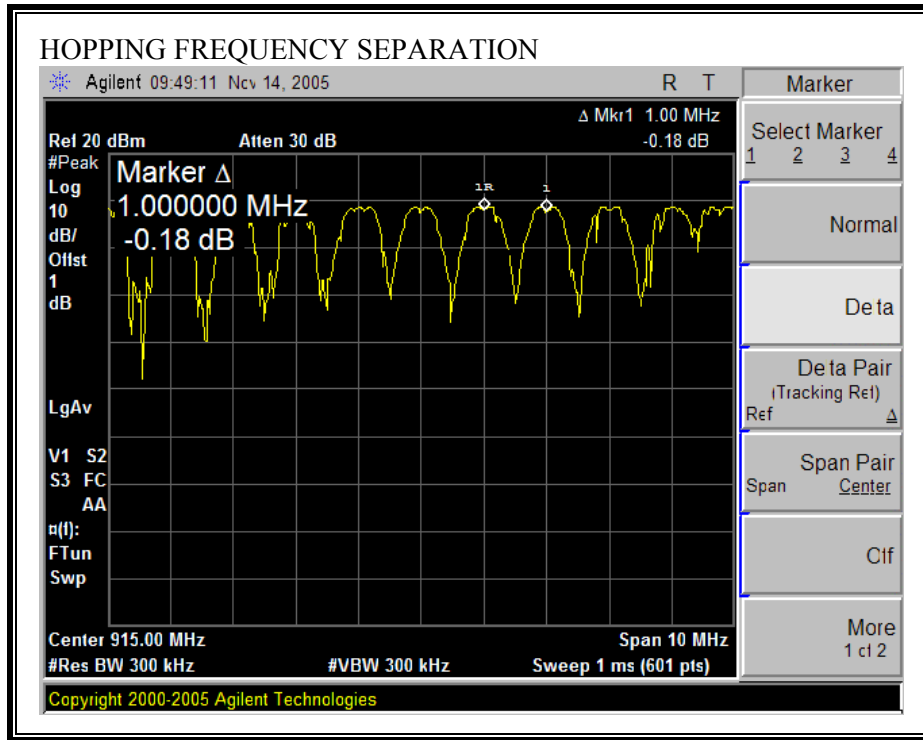 HOPPING FREQUENCY SEPARATION
Agilent 09:49:11 Nov 14, 2005 R T
Marker
Δ Mkr1 1.00 MHz
Ref 20 dBm Atten 30 dB -0.18 dB
#Peak
Log
10
dB/
Offst
1
dB
Marker Δ
1.000000 MHz
-0.18 dB
1R
1
LgAv
V1 S2
S3 FC
AA
¤(f):
FTun
Swp
Center 915.00 MHz Span 10 MHz
#Res BW 300 kHz #VBW 300 kHz Sweep 1 ms (601 pts)
Copyright 2000-2005 Agilent Technologies
Select Marker
1 2 3 4
Normal
Delta
Delta Pair
(Tracking Ref)
Ref Δ
Span Pair
Span Center
Off
More
1 of 2